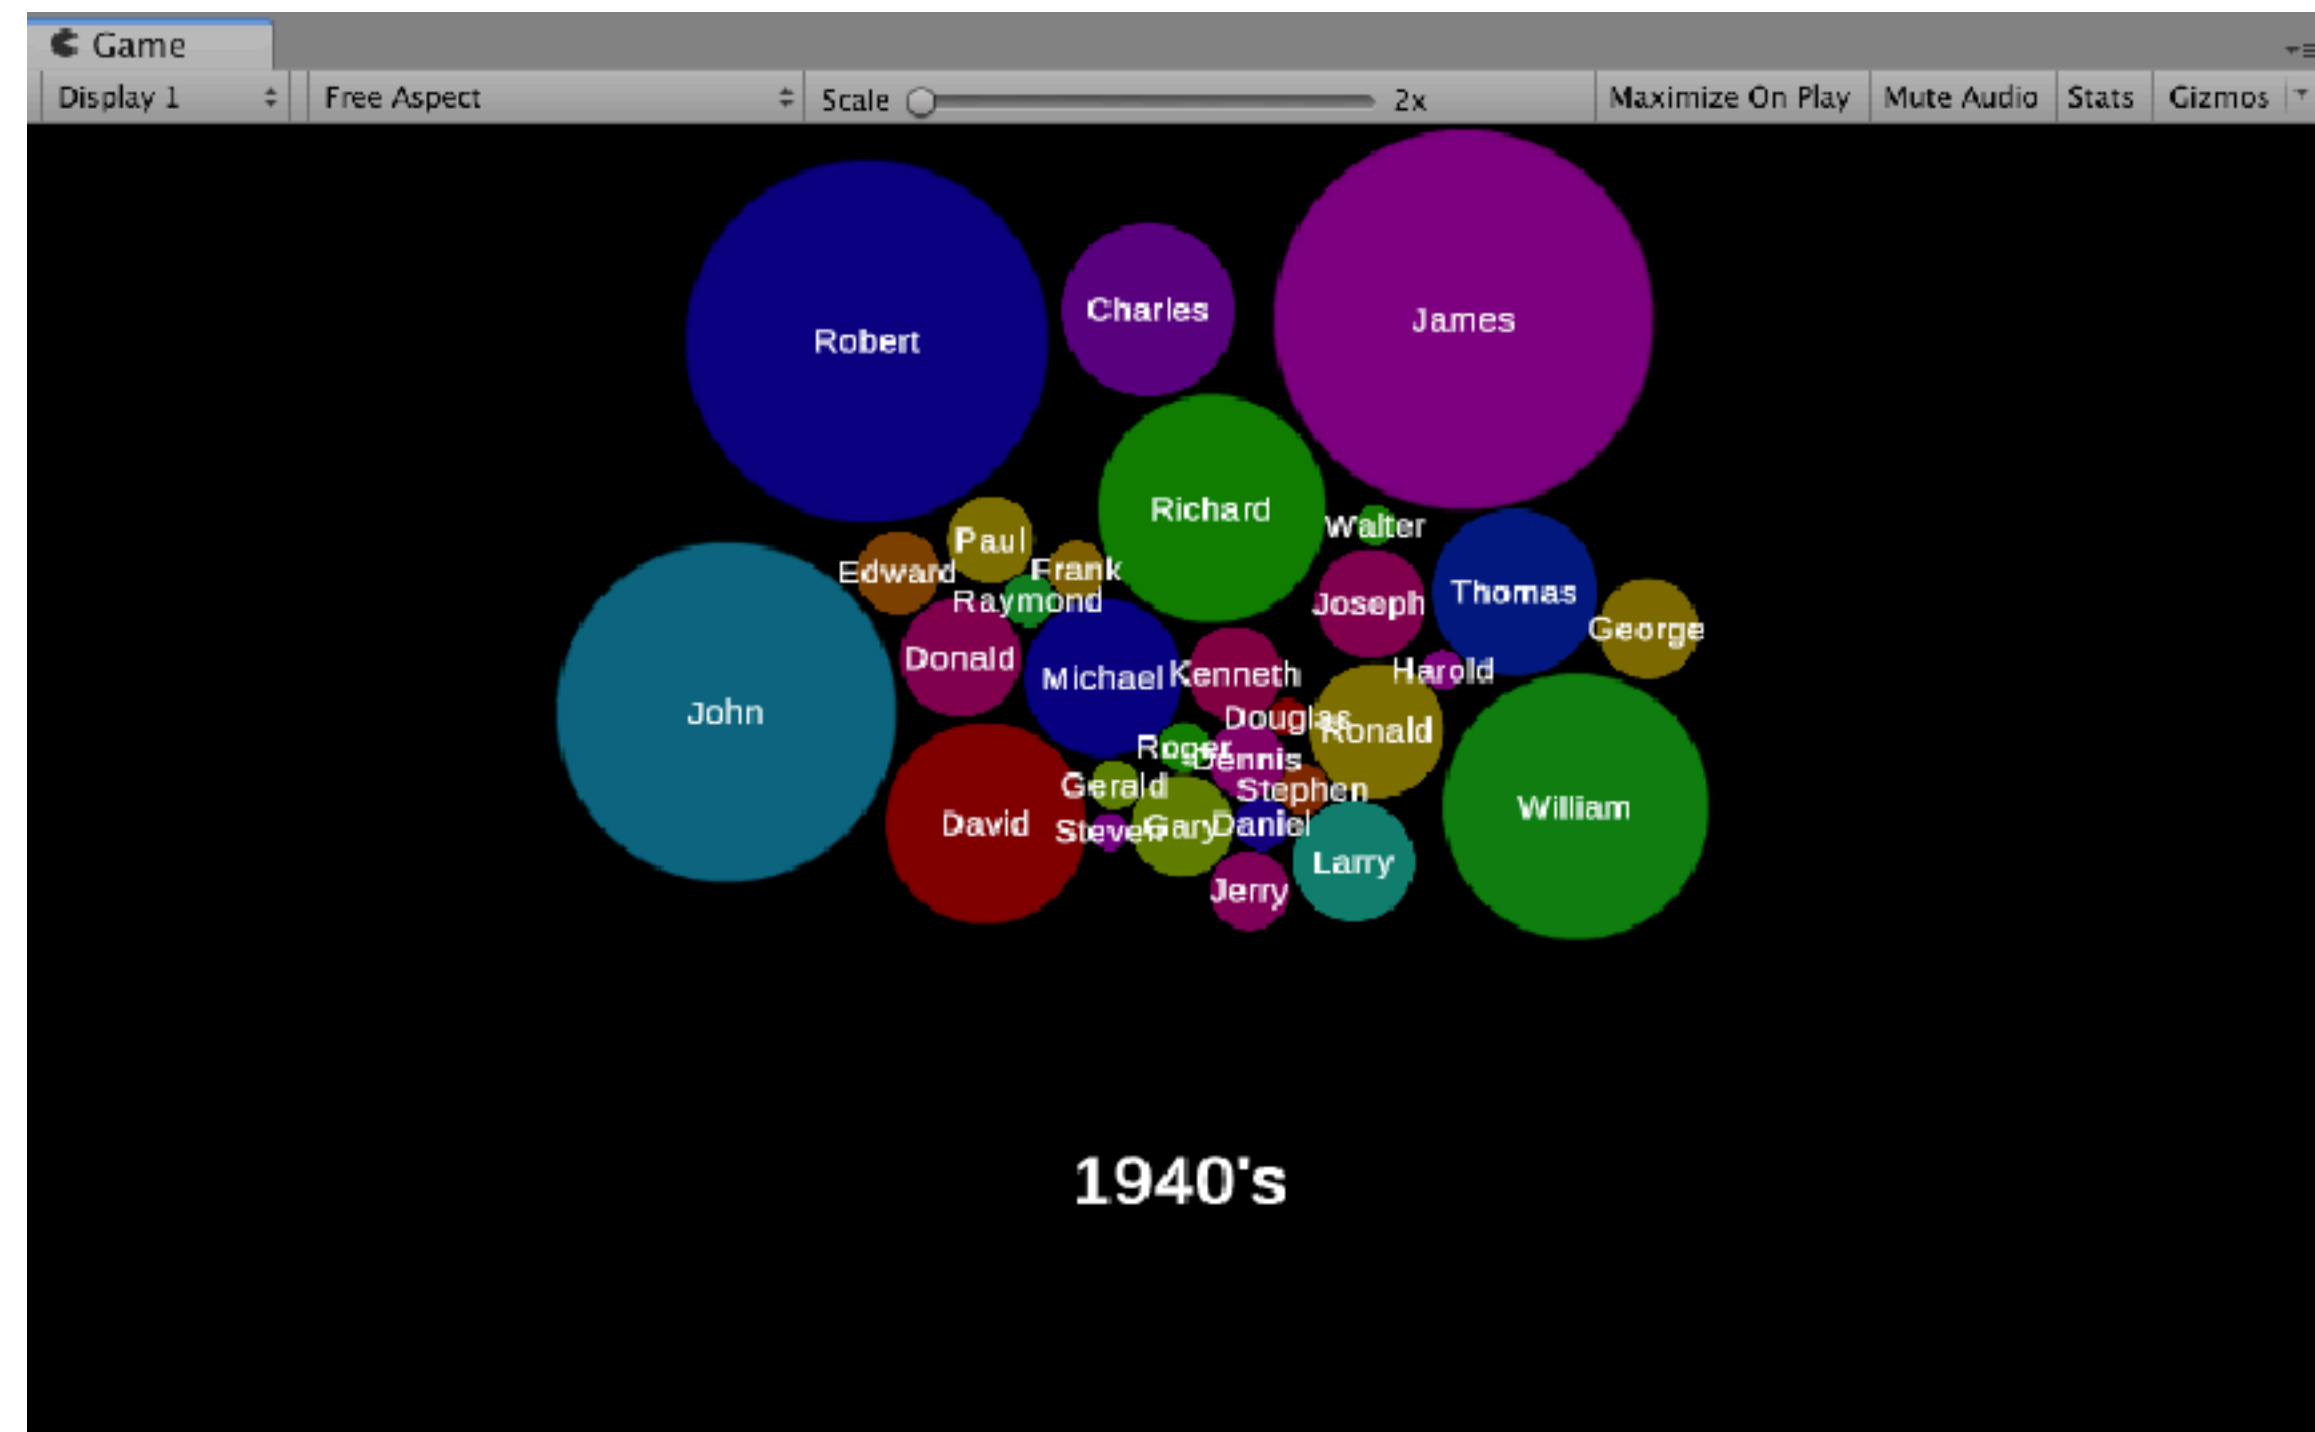 Game
Display 1 Free Aspect Scale 2x Maximize On Play Mute Audio Stats Gizmos
Robert
Charles
James
Richard
Walter
Paul
Edward
Frank
Raymond
Joseph
Thomas
George
Donald
Michael
Kenneth
Harold
John
Douglas
Ronald
Roger
Dennis
Gerald
Stephen
William
David
Steven
Gary
Daniel
Larry
Jerry
1940's